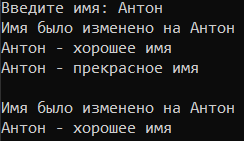 Введите имя: Антон
Имя было изменено на Антон
Антон - хорошее имя
Антон - прекрасное имя

Имя было изменено на Антон
Антон - хорошее имя